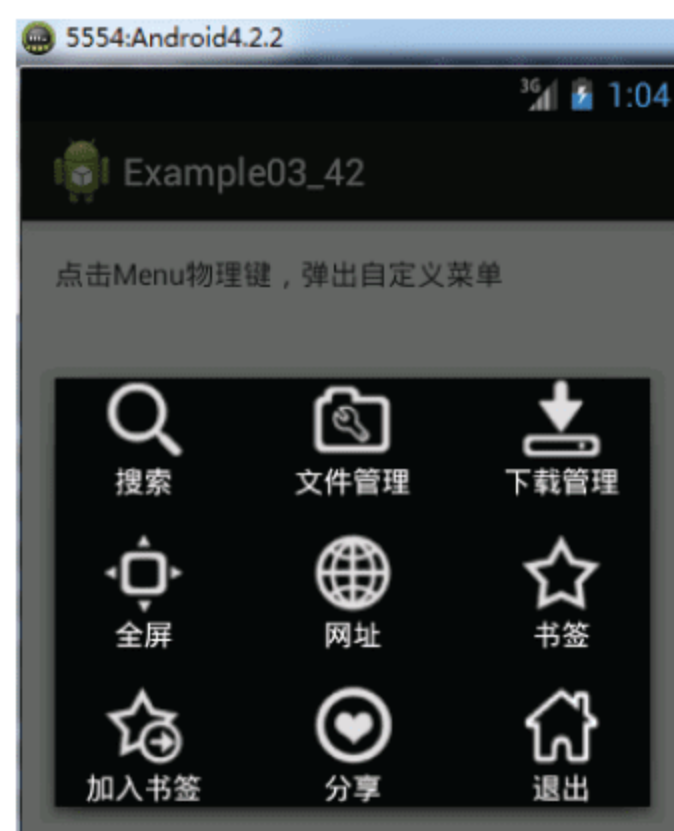 5554:Android4.2.2
3G 1:04
Example03_42
点击Menu物理键，弹出自定义菜单
搜索 文件管理 下载管理
全屏 网址 书签
加入书签 分享 退出